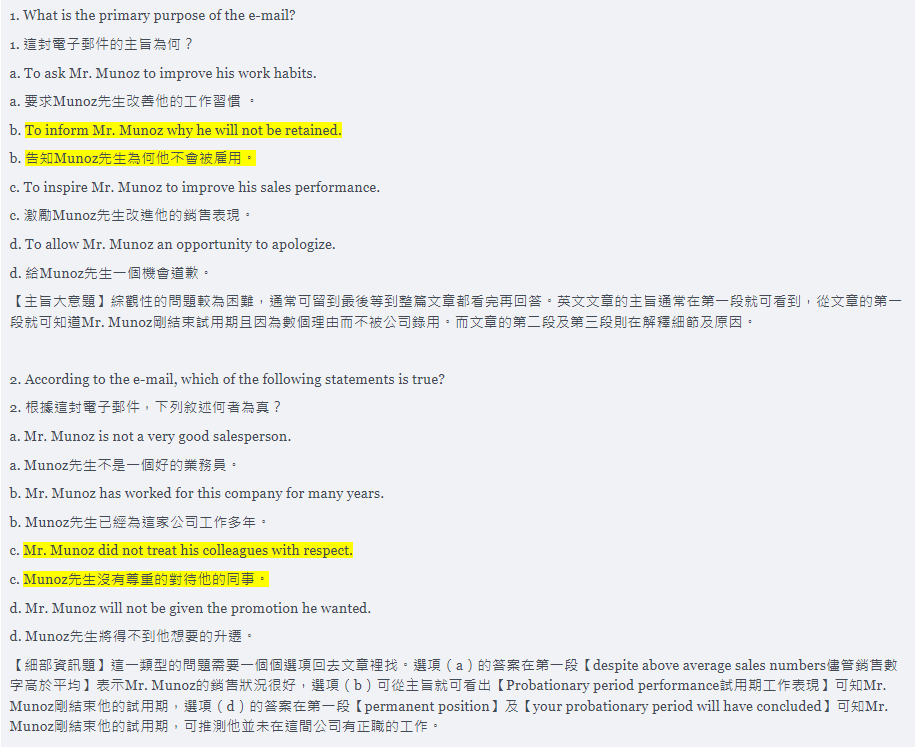 1. What is the primary purpose of the e-mail?
1. 這封電子郵件的主旨為何？
a. To ask Mr. Munoz to improve his work habits.
a. 要求Munoz先生改善他的工作習慣 。
b. To inform Mr. Munoz why he will not be retained.
b. 告知Munoz先生為何他不會被雇用。
c. To inspire Mr. Munoz to improve his sales performance.
c. 激勵Munoz先生改進他的銷售表現。
d. To allow Mr. Munoz an opportunity to apologize.
d. 給Munoz先生一個機會道歉。
【主旨大意題】綜觀性的問題較為困難，通常可留到最後等到整篇文章都看完再回答。英文文章的主旨通常在第一段就可看到，從文章的第一
段就可知道Mr. Munoz剛結束試用期且因為數個理由而不被公司錄用。而文章的第二段及第三段則在解釋細節及原因。
2. According to the e-mail, which of the following statements is true?
2. 根據這封電子郵件，下列敘述何者為真？
a. Mr. Munoz is not a very good salesperson.
a. Munoz先生不是一個好的業務員。
b. Mr. Munoz has worked for this company for many years.
b. Munoz先生已經為這家公司工作多年。
c. Mr. Munoz did not treat his colleagues with respect.
c. Munoz先生沒有尊重的對待他的同事。
d. Mr. Munoz will not be given the promotion he wanted.
d. Munoz先生將得不到他想要的升遷。
【細部資訊題】這一類型的問題需要一個個選項回去文章裡找。選項（a）的答案在第一段【despite above average sales numbers儘管銷售數
字高於平均】表示Mr. Munoz的銷售狀況很好，選項（b）可從主旨就可看出【Probationary period performance試用期工作表現】可知Mr.
Munoz剛結束他的試用期，選項（d）的答案在第一段【permanent position】及【your probationary period will have concluded】可知Mr.
Munoz剛結束他的試用期，可推測他並未在這間公司有正職的工作。